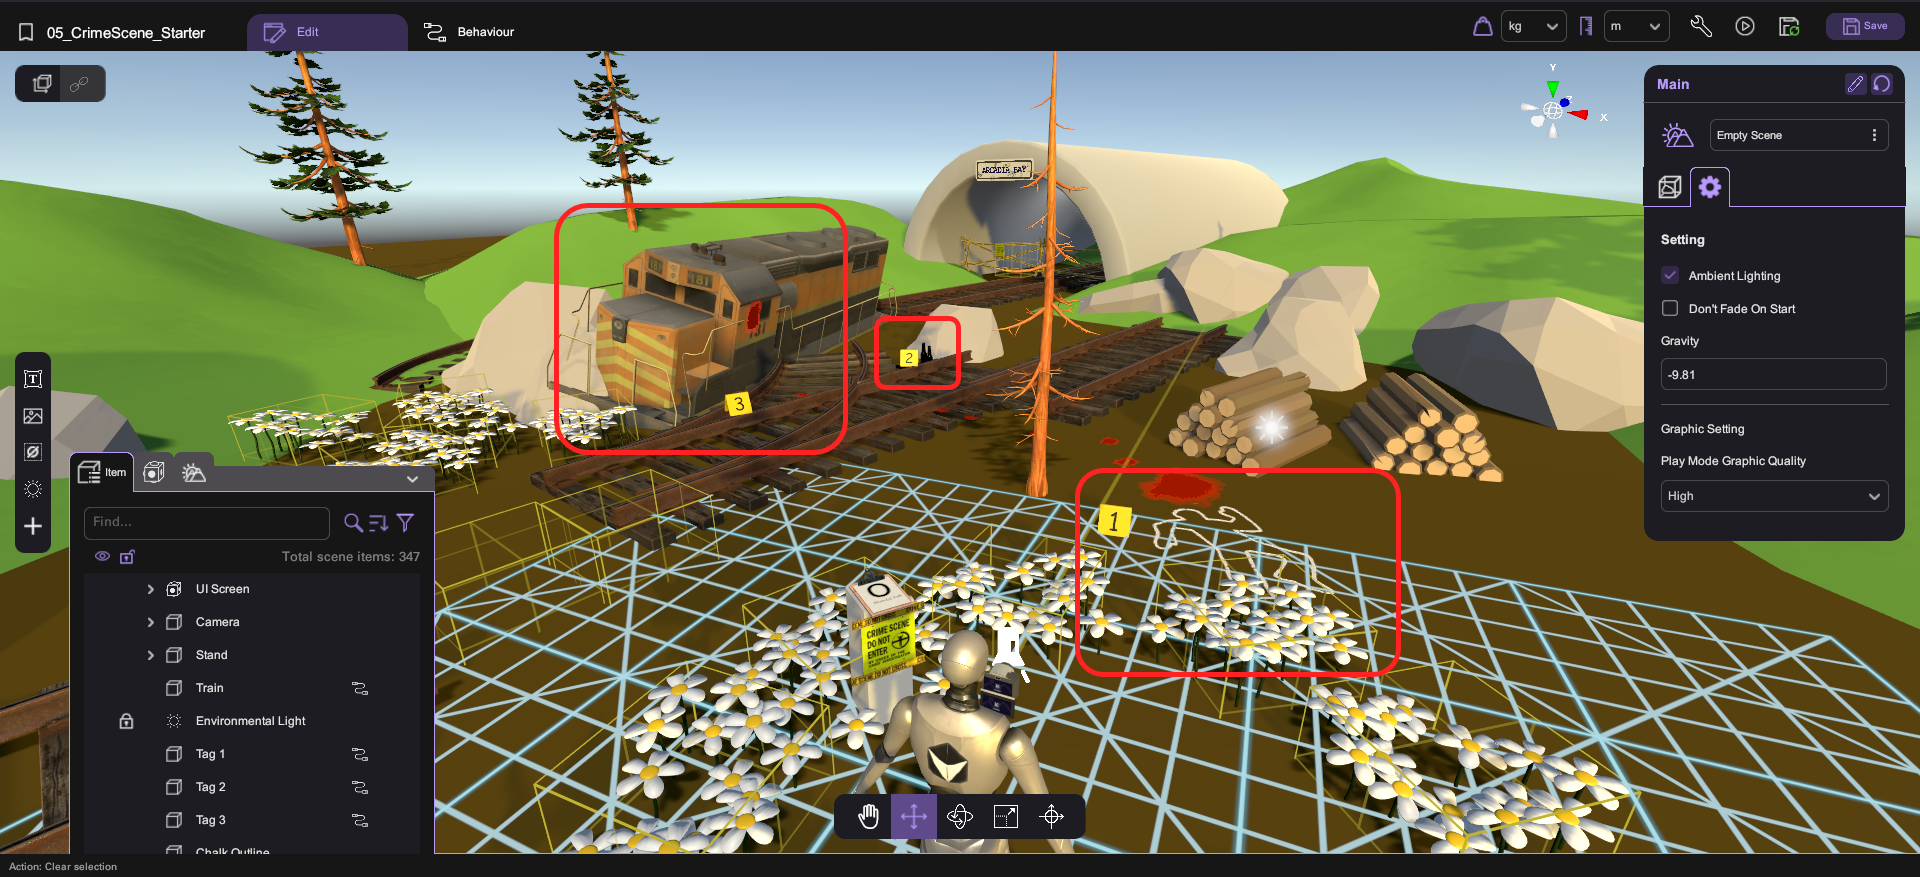 05_CrimeScene_Starter
Edit
Behaviour
kg
m
Save
Y
X
Main
Empty Scene
Setting
Ambient Lighting
Don't Fade On Start
Gravity
-9.81
Graphic Setting
Play Mode Graphic Quality
High
ARCADIA BAY
181
2
3
1
CRIME SCENE
DO NOT
ENTER
Item
Find...
Total scene items: 347
UI Screen
Camera
Stand
Train
Environmental Light
Tag 1
Tag 2
Tag 3
Chalk Outline
Action: Clear selection